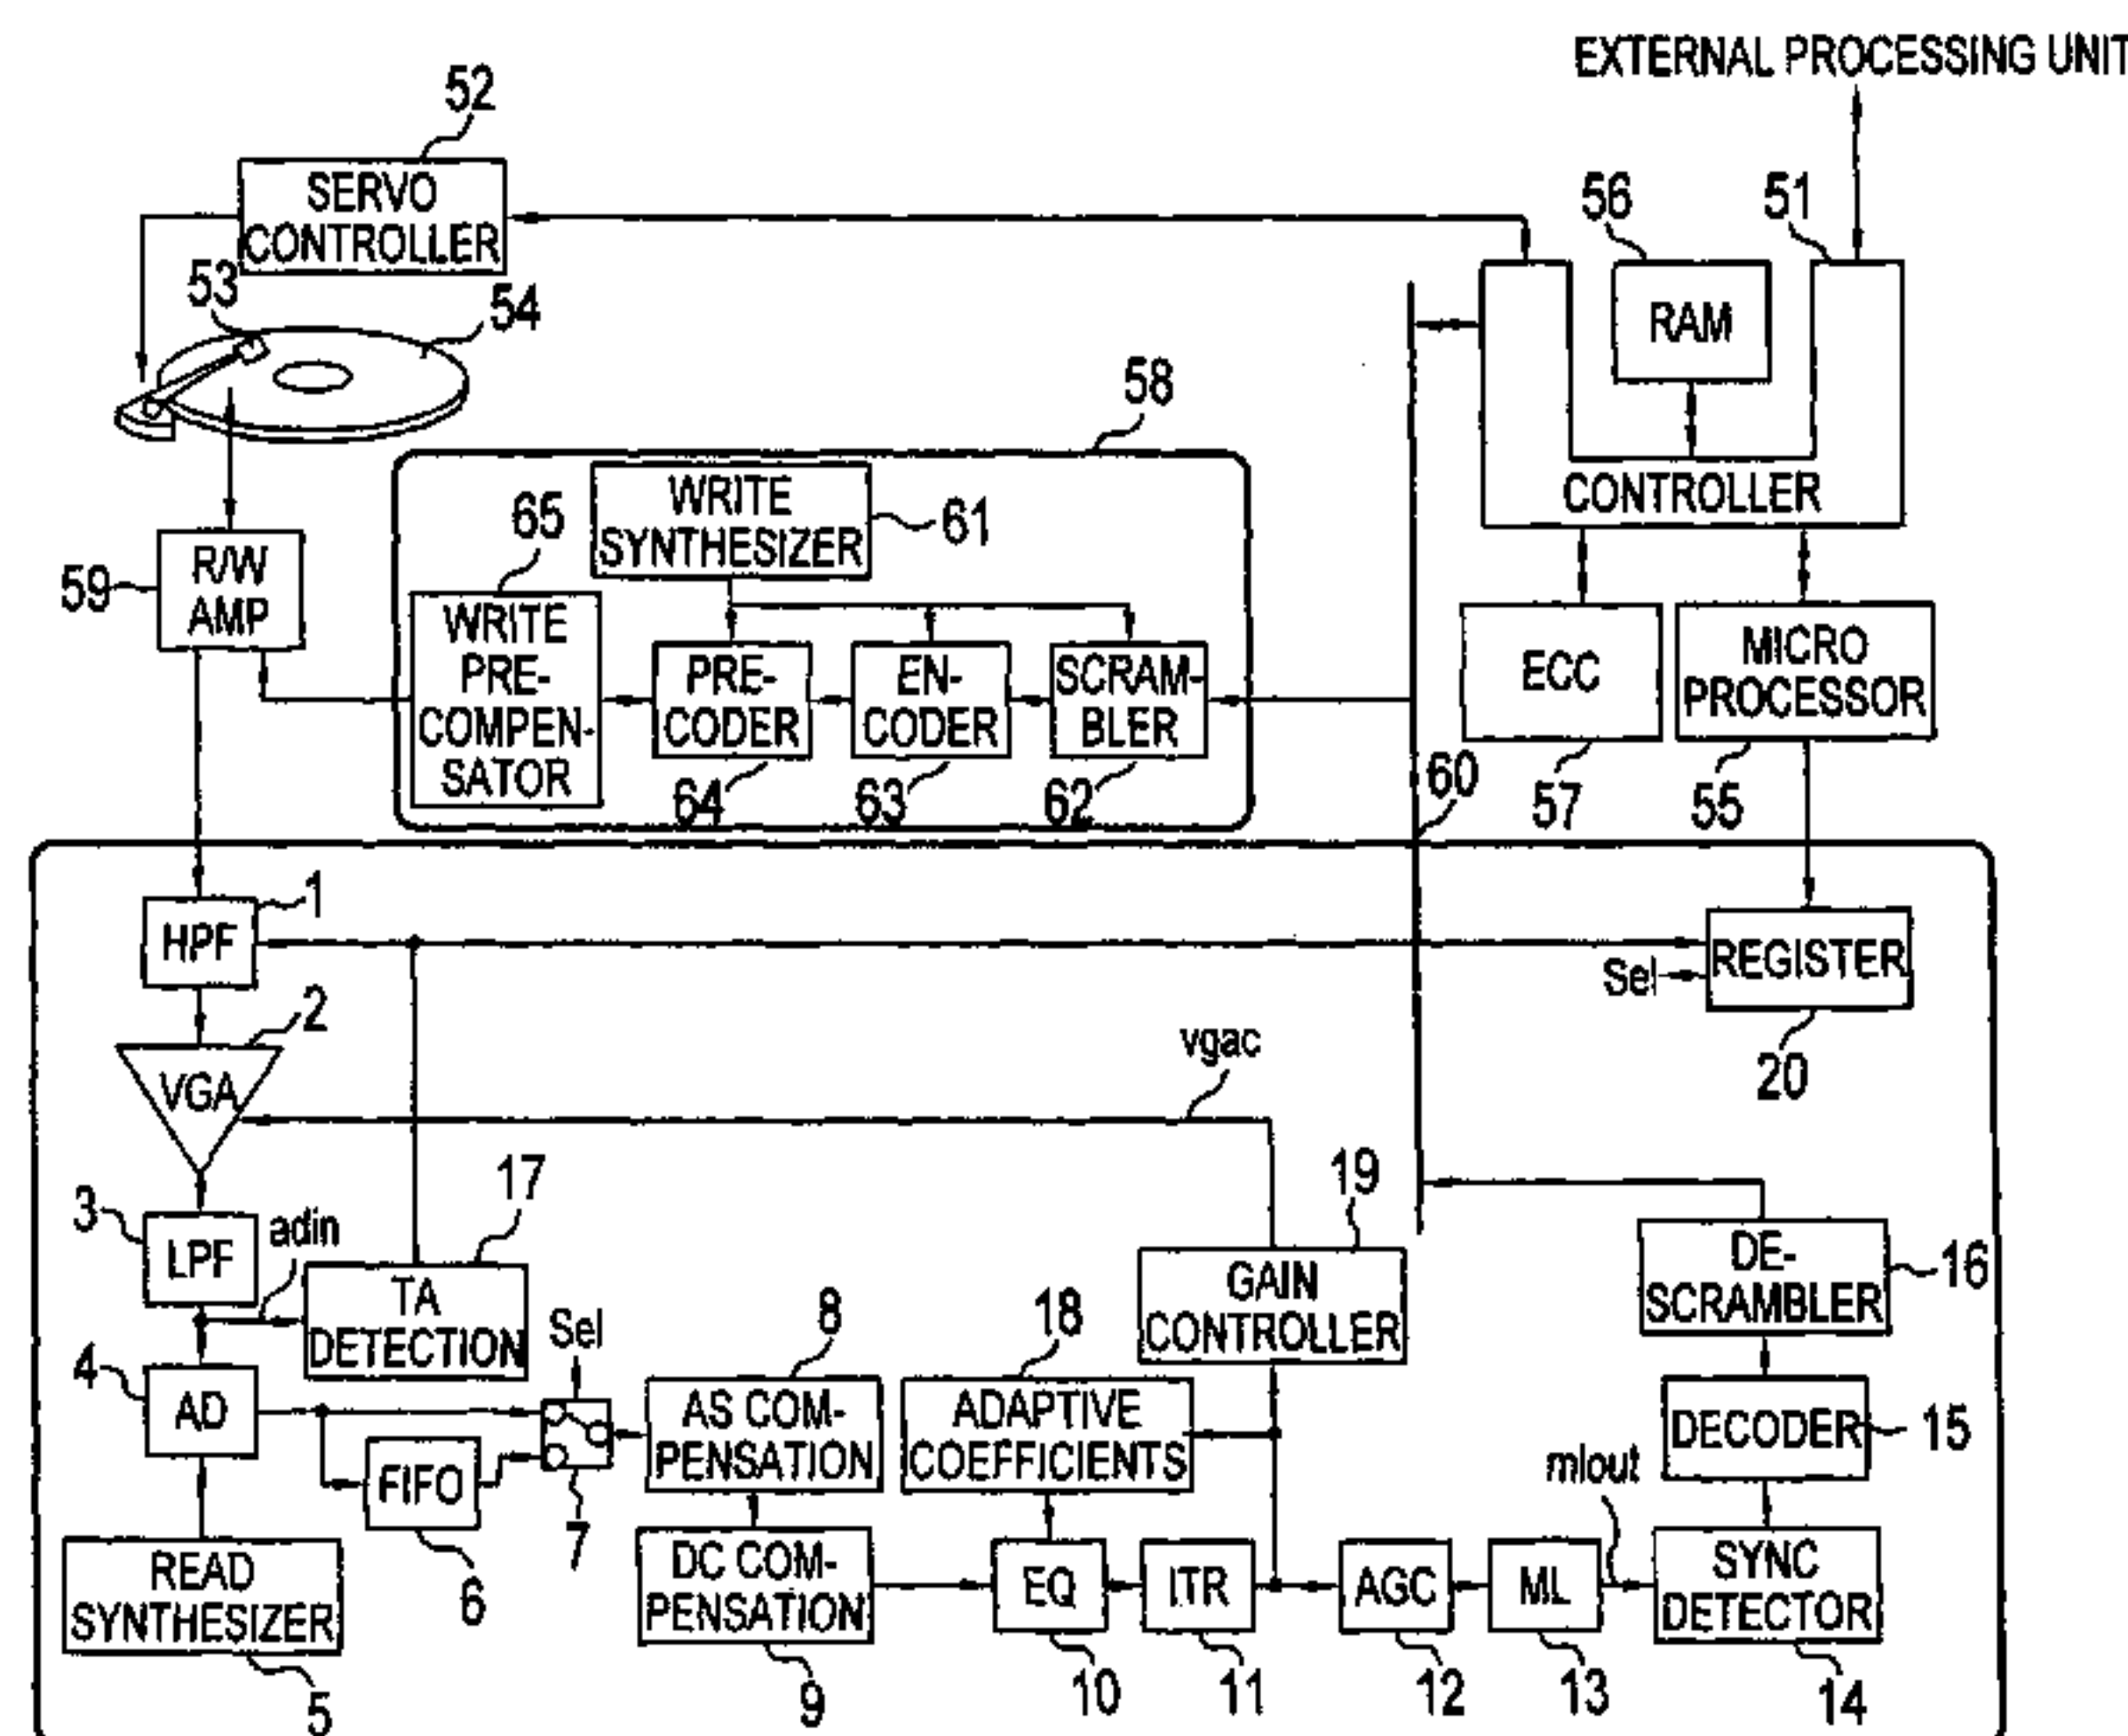 EXTERNAL PROCESSING UNIT
52
SERVO
CONTROLLER
56
51
RAM
53
54
58
CONTROLLER
WRITE
SYNTHESIZER
61
65
R/W
AMP
59
WRITE
PRE-
COMPEN-
SATOR
PRE-
CODER
EN-
CODER
SCRAM-
BLER
ECC
MICRO
PROCESSOR
64
63
62
60
57
55
1
HPF
REGISTER
Sel
20
2
VGA
vgac
17
19
3
LPF
adin
TA
DETECTION
Sel
8
18
GAIN
CONTROLLER
DE-
SCRAMBLER
16
4
AD
AS COM-
PENSATION
ADAPTIVE
COEFFICIENTS
DECODER
15
FIFO
mlout
7
6
READ
SYNTHESIZER
DC COM-
PENSATION
EQ
ITR
AGC
ML
SYNC
DETECTOR
5
9
10
11
12
13
14